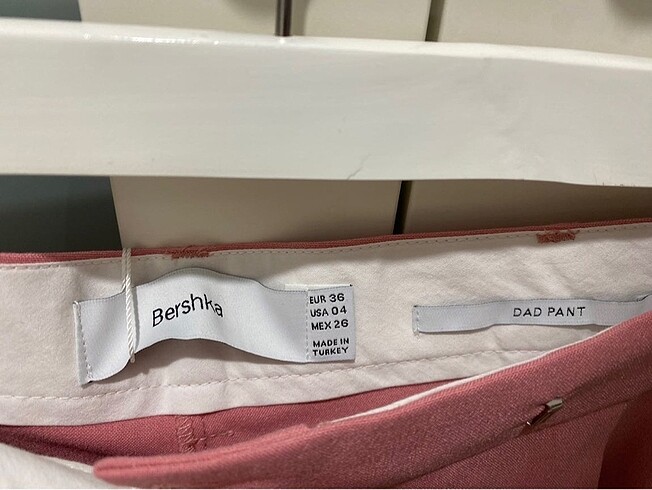 Bershka
EUR 36
USA 04
MEX 26
MADE IN
TURKEY
DAD PANT